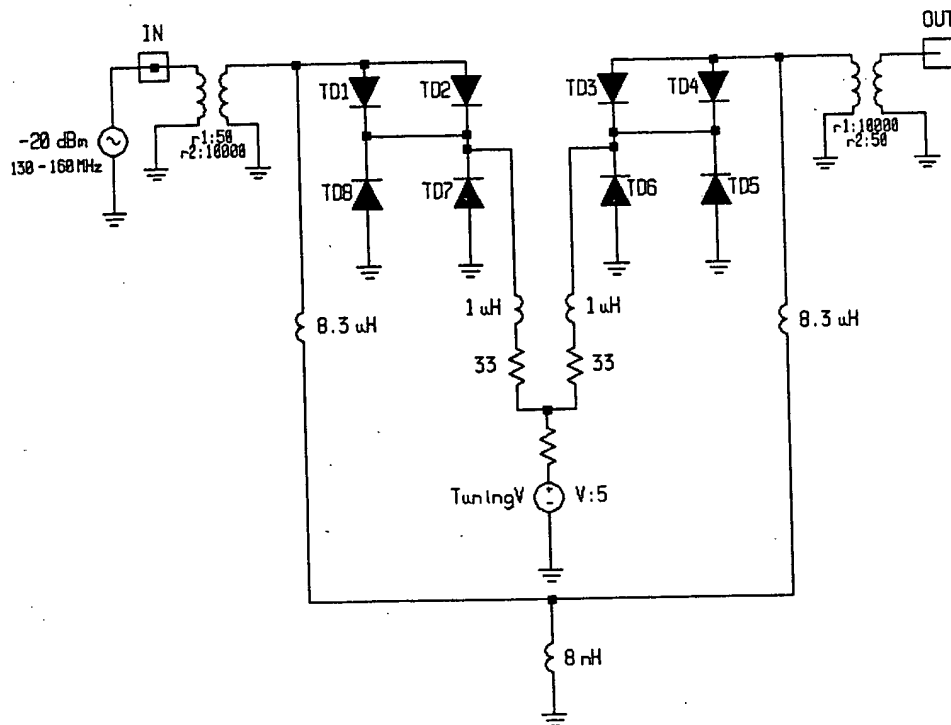 IN
OUT
TD1
TD2
TD3
TD4
-20 dBm
130 - 160 MHz
r1:50
r2:10000
r1:10000
r2:50
TD8
TD7
TD6
TD5
8.3 uH
1 uH
1 uH
8.3 uH
33
33
TuningV
V:5
8 nH